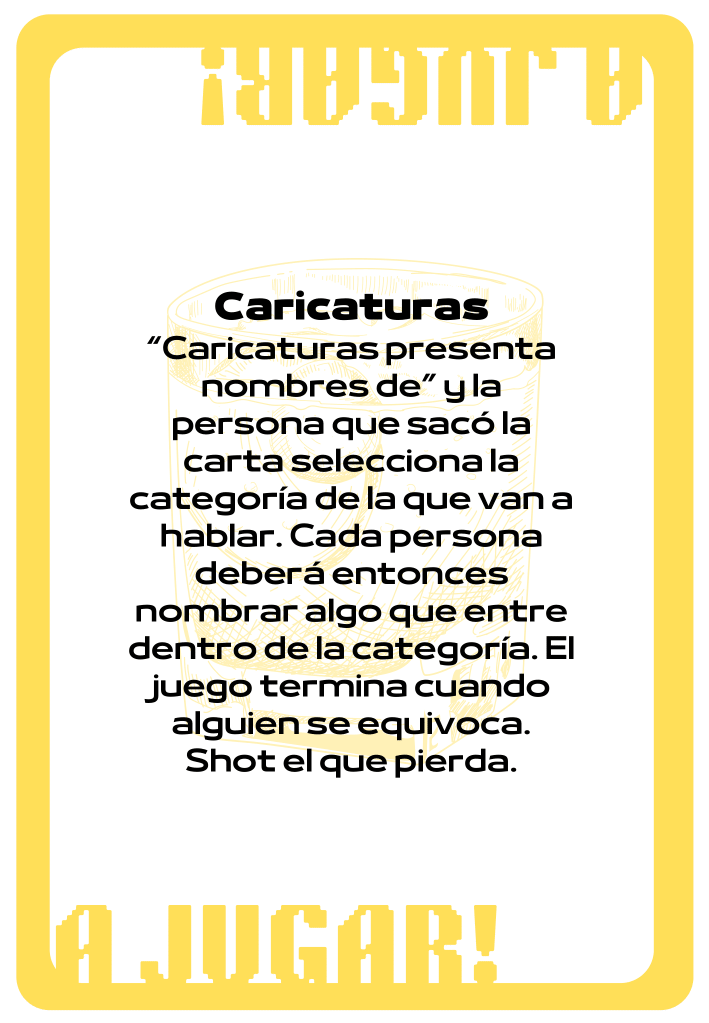 A JUGAR!
Caricaturas
“Caricaturas presenta
nombres de” y la
persona que sacó la
carta selecciona la
categoría de la que van a
hablar. Cada persona
deberá entonces
nombrar algo que entre
dentro de la categoría. El
juego termina cuando
alguien se equivoca.
Shot el que pierda.
A JUGAR!